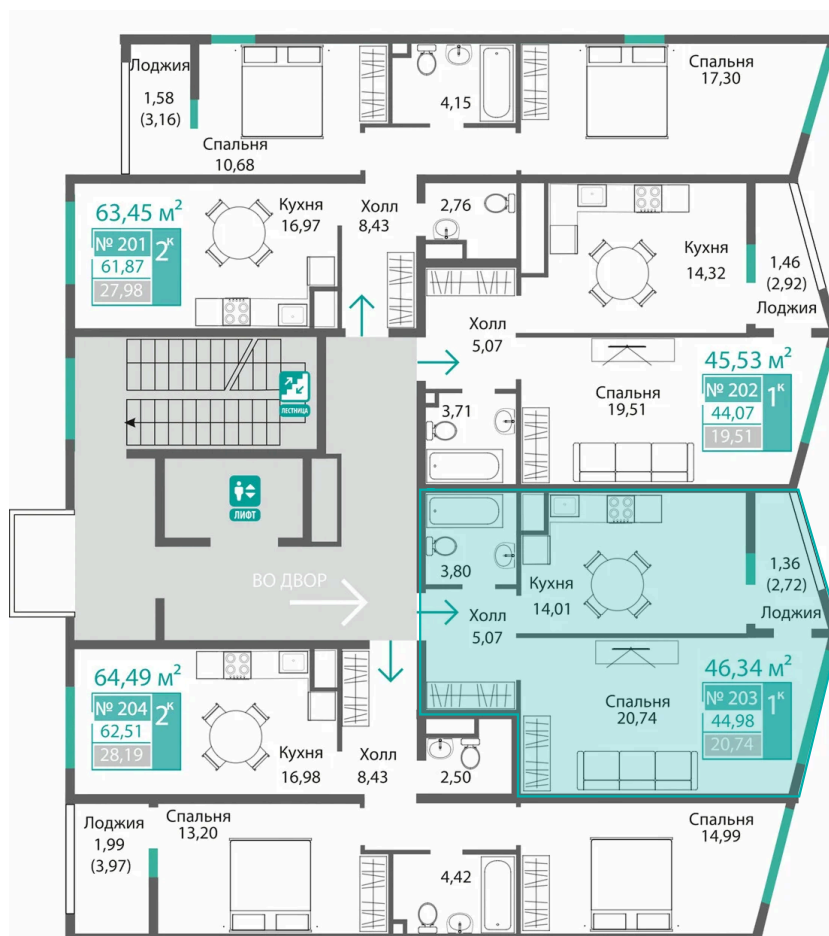 Лоджия
1,58
(3,16)
Спальня
10,68
4,15
Спальня
17,30
63,45 м²
№ 201
61,87
27,98
2ᴷ
Кухня
16,97
Холл
8,43
2,76
Кухня
14,32
1,46
(2,92)
Лоджия
Холл
5,07
ЛЕСТНИЦА
3,71
Спальня
19,51
45,53 м²
№ 202
44,07
19,51
1ᴷ
ЛИФТ
ВО ДВОР
3,80
Кухня
14,01
1,36
(2,72)
Лоджия
Холл
5,07
Спальня
20,74
46,34 м²
№ 203
44,98
20,74
1ᴷ
64,49 м²
№ 204
62,51
28,19
2ᴷ
Кухня
16,98
Холл
8,43
2,50
Лоджия
1,99
(3,97)
Спальня
13,20
4,42
Спальня
14,99